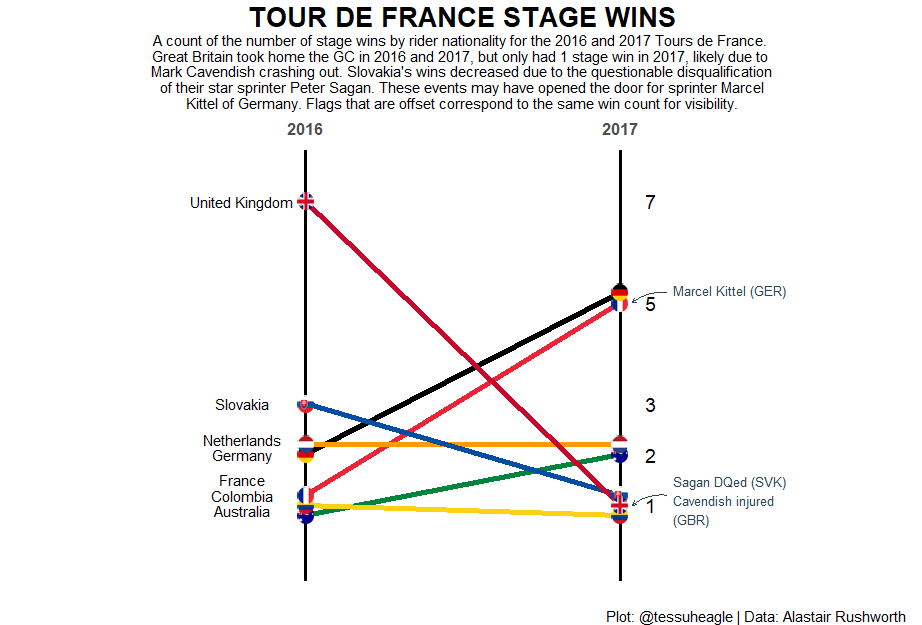 TOUR DE FRANCE STAGE WINS
A count of the number of stage wins by rider nationality for the 2016 and 2017 Tours de France.
Great Britain took home the GC in 2016 and 2017, but only had 1 stage win in 2017, likely due to
Mark Cavendish crashing out. Slovakia's wins decreased due to the questionable disqualification
of their star sprinter Peter Sagan. These events may have opened the door for sprinter Marcel
Kittel of Germany. Flags that are offset correspond to the same win count for visibility.
2016
2017
United Kingdom
7
Marcel Kittel (GER)
5
Slovakia
3
Netherlands
Germany
2
France
Colombia
Australia
Sagan DQed (SVK)
Cavendish injured
(GBR)
1
Plot: @tessuheagle | Data: Alastair Rushworth